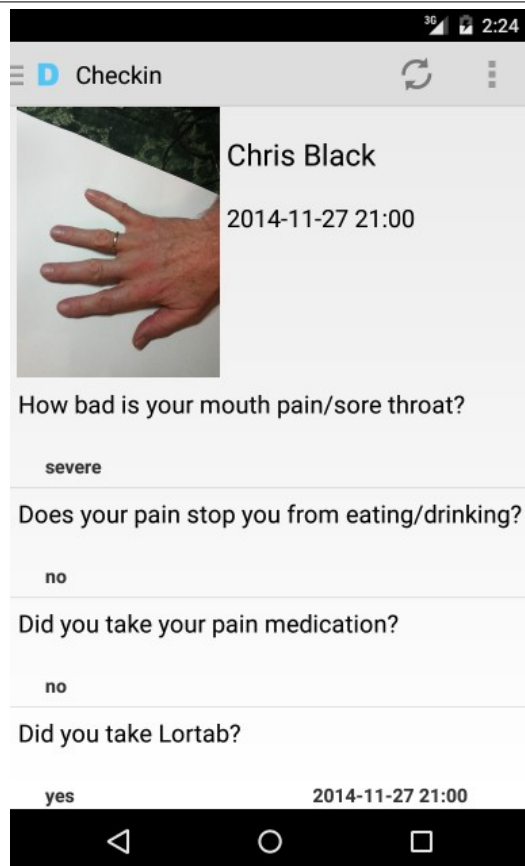 3G 2:24
D Checkin
Chris Black
2014-11-27 21:00
How bad is your mouth pain/sore throat?
severe
Does your pain stop you from eating/drinking?
no
Did you take your pain medication?
no
Did you take Lortab?
yes 2014-11-27 21:00